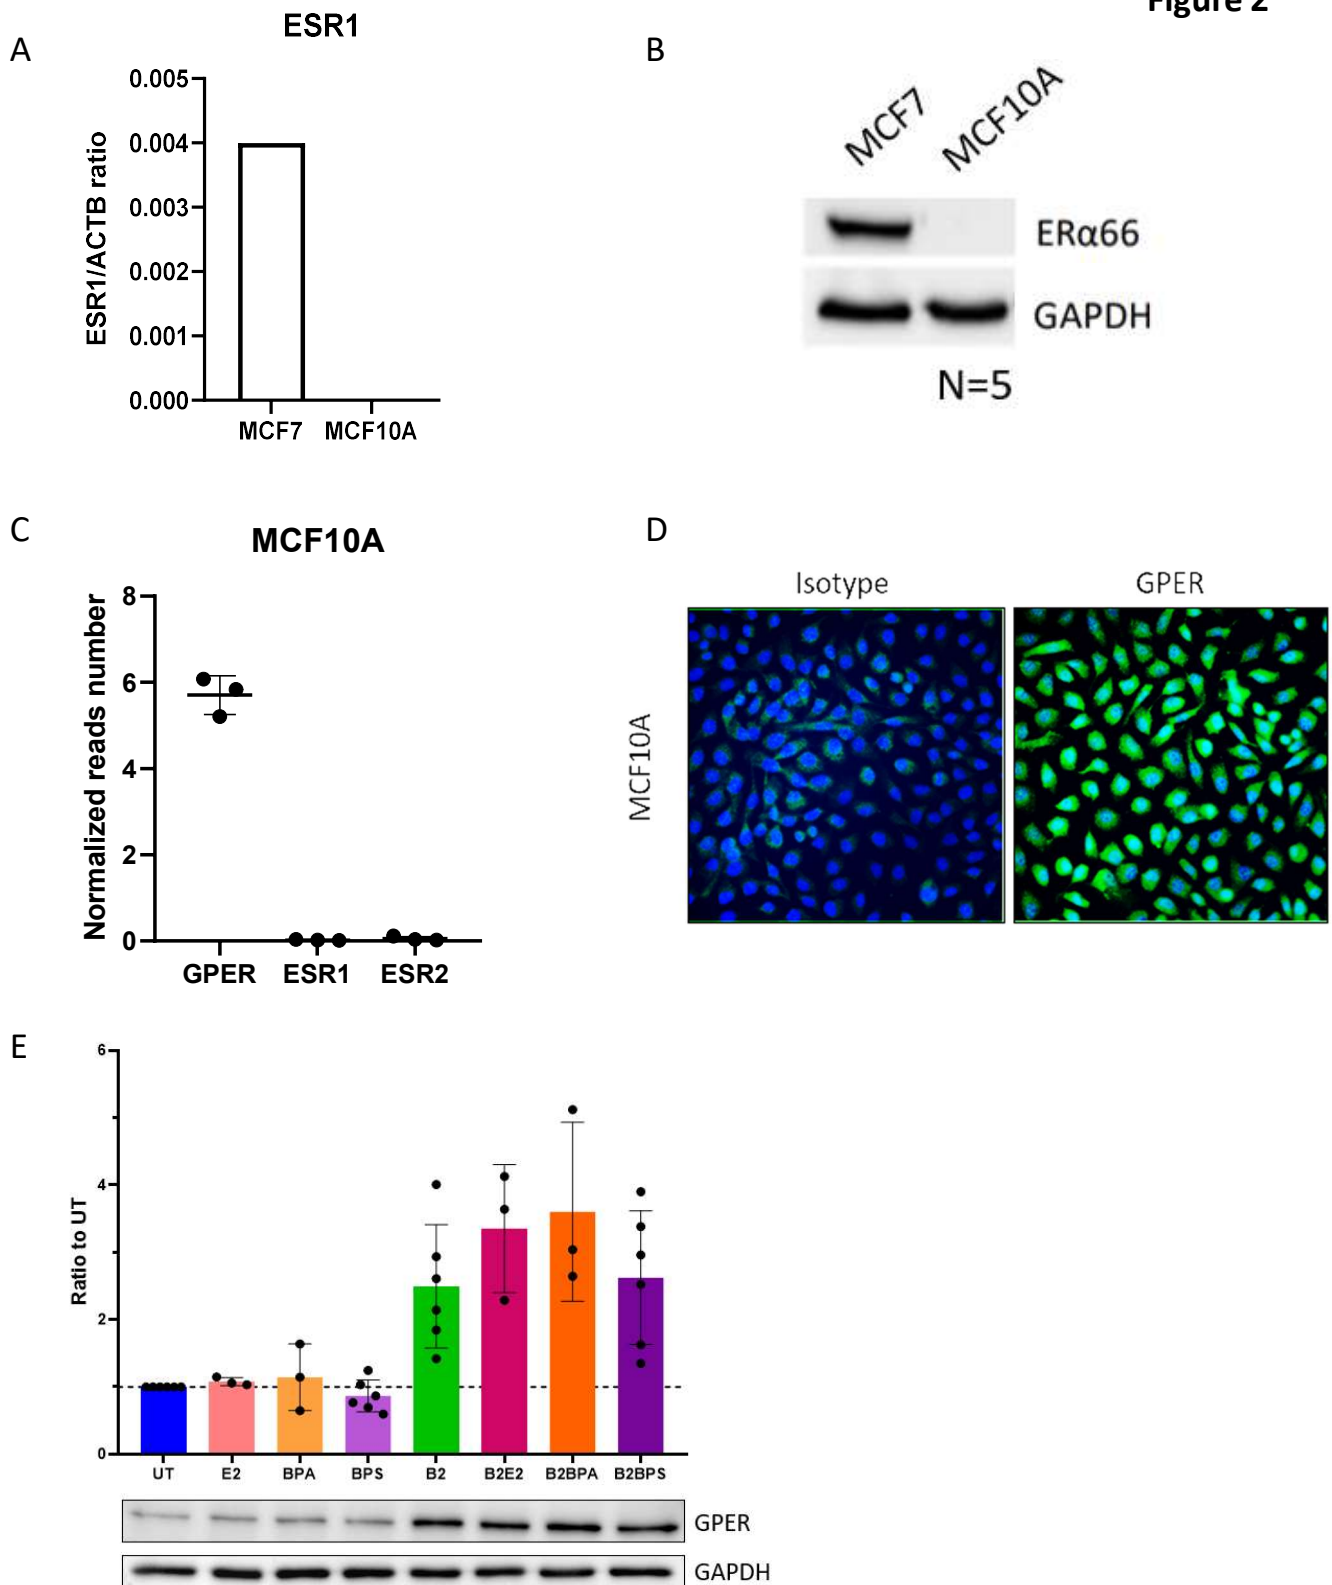 Figure 2
A
ESR1
ESR1/ACTB ratio
0.005
0.004
0.003
0.002
0.001
0.000
MCF7 MCF10A
B
MCF7 MCF10A
ERα66
GAPDH
N=5
C
MCF10A
Normalized reads number
8
6
4
2
0
GPER ESR1 ESR2
D
Isotype GPER
MCF10A
E
Ratio to UT
6
4
2
0
UT E2 BPA BPS B2 B2E2 B2BPA B2BPS
GPER
GAPDH